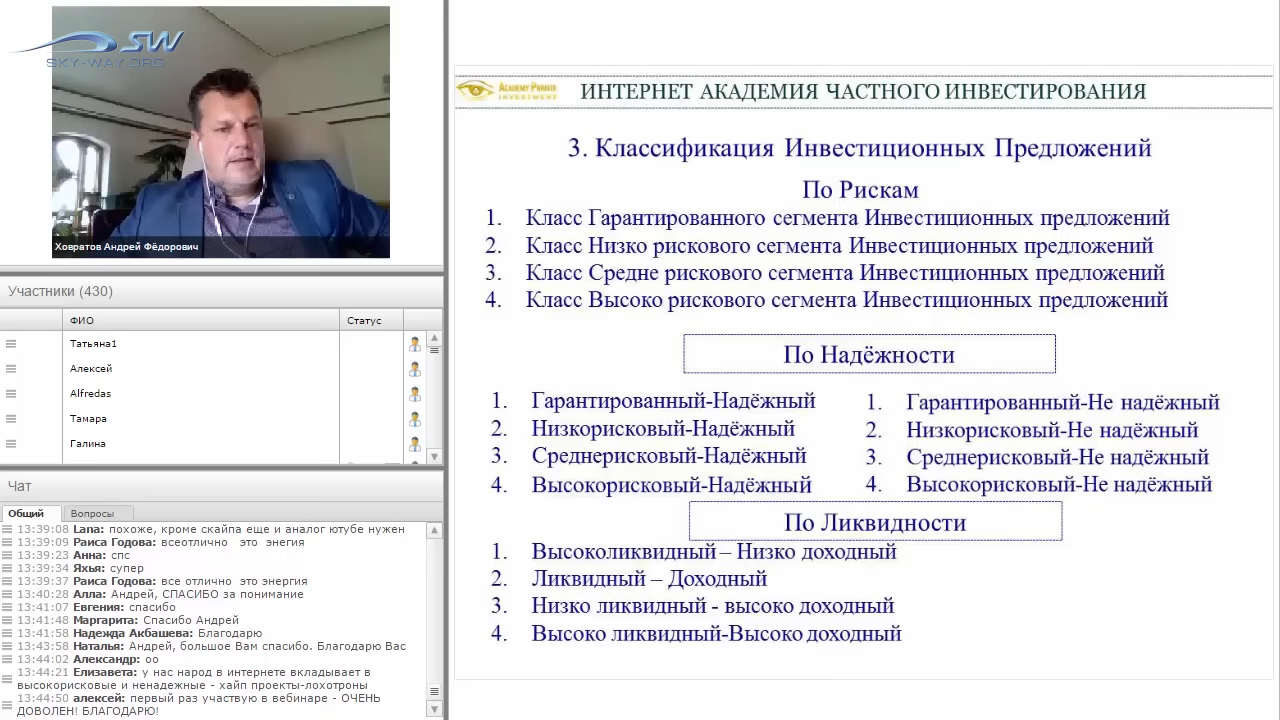 SW
SKY-WAY.ORG
Ховратов Андрей Фёдорович
Участники (430)
ФИО
Статус
Татьяна1
Алексей
Alfredas
Тамара
Галина
Чат
Общий
Вопросы
13:39:08 Lana: похоже, кроме скайпа еще и аналог ютубе нужен
13:39:09 Раиса Годова: всеотлично это энегия
13:39:23 Анна: спс
13:39:34 Яхья: супер
13:39:37 Раиса Годова: все отлично это энергия
13:40:28 Алла: Андрей, СПАСИБО за понимание
13:41:07 Евгения: спасибо
13:41:48 Маргарита: Спасибо Андрей
13:41:58 Надежда Акбашева: Благодарю
13:43:58 Наталья: Андрей, большое Вам спасибо. Благодарю Вас
13:44:02 Александр: оо
13:44:21 Елизавета: у нас народ в интернете вкладывает в
высокорисковые и ненадежные - хайп проекты-лохотроны
13:44:50 алексей: первый раз участвую в вебинаре - ОЧЕНЬ
ДОВОЛЕН! БЛАГОДАРЮ!
ACADEMY PRIVATE
INVESTMENT
ИНТЕРНЕТ АКАДЕМИЯ ЧАСТНОГО ИНВЕСТИРОВАНИЯ
3. Классификация Инвестиционных Предложений
По Рискам
1. Класс Гарантированного сегмента Инвестиционных предложений
2. Класс Низко рискового сегмента Инвестиционных предложений
3. Класс Средне рискового сегмента Инвестиционных предложений
4. Класс Высоко рискового сегмента Инвестиционных предложений
По Надёжности
1. Гарантированный-Надёжный
2. Низкорисковый-Надёжный
3. Среднерисковый-Надёжный
4. Высокорисковый-Надёжный
1. Гарантированный-Не надёжный
2. Низкорисковый-Не надёжный
3. Среднерисковый-Не надёжный
4. Высокорисковый-Не надёжный
По Ликвидности
1. Высоколиквидный – Низко доходный
2. Ликвидный – Доходный
3. Низко ликвидный - высоко доходный
4. Высоко ликвидный-Высоко доходный